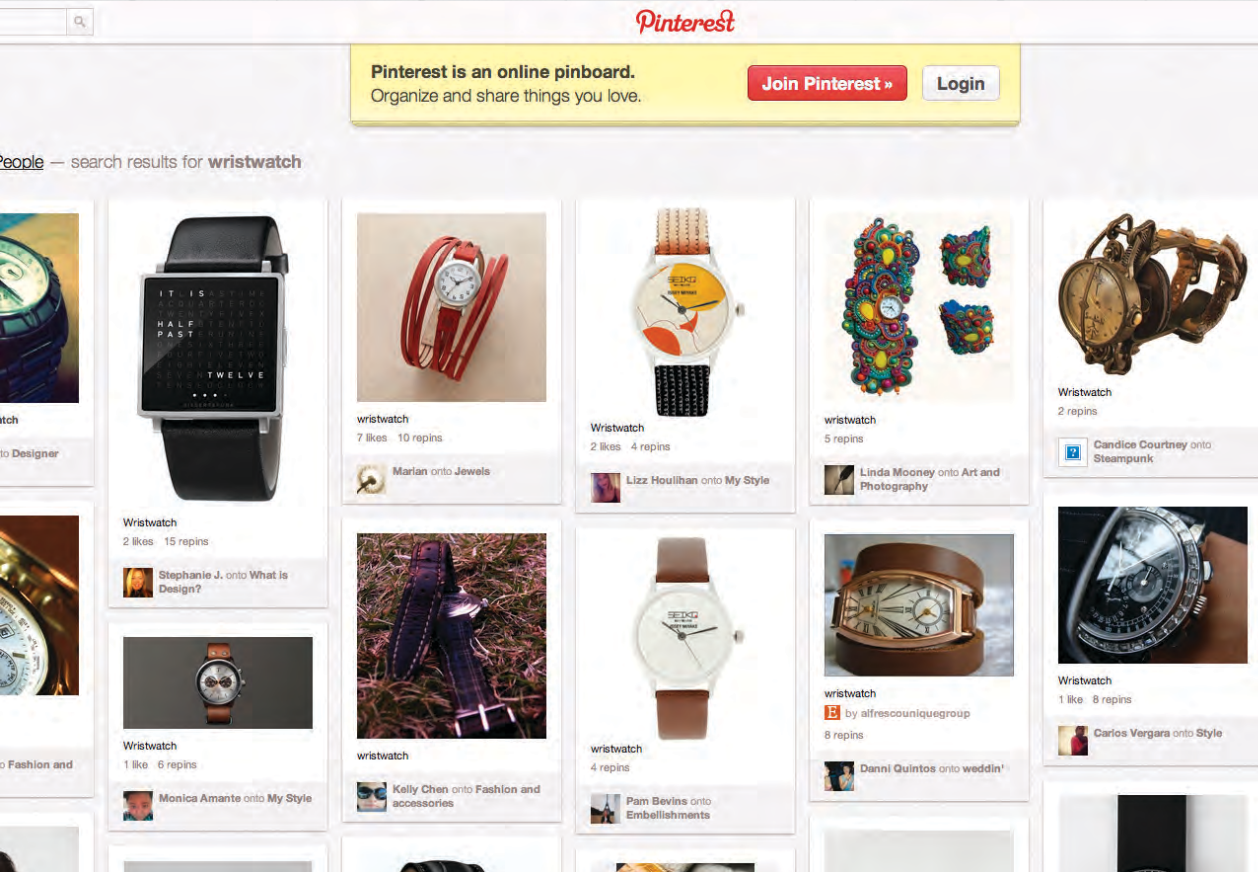 Pinterest
Pinterest is an online pinboard.
Organize and share things you love.
Join Pinterest »
Login
People — search results for wristwatch
to Designer
Fashion and
IT IS
HALF
PAST
TWELVE
Wristwatch
2 likes 15 repins
Stephanie J. onto What is
Design?
Wristwatch
1 like 6 repins
Monica Amante onto My Style
wristwatch
7 likes 10 repins
Marian onto Jewels
wristwatch
Kelly Chen onto Fashion and
accessories
SEIKO
ISSEY MIYAKE
Wristwatch
2 likes 4 repins
Lizz Houlihan onto My Style
SEIKO
ISSEY MIYAKE
wristwatch
4 repins
Pam Bevins onto
Embellishments
wristwatch
5 repins
Linda Mooney onto Art and
Photography
wristwatch
E by alfrescouniquegroup
8 repins
Danni Quintos onto weddin'
Wristwatch
2 repins
?
Candice Courtney onto
Steampunk
Wristwatch
1 like 8 repins
Carlos Vergara onto Style